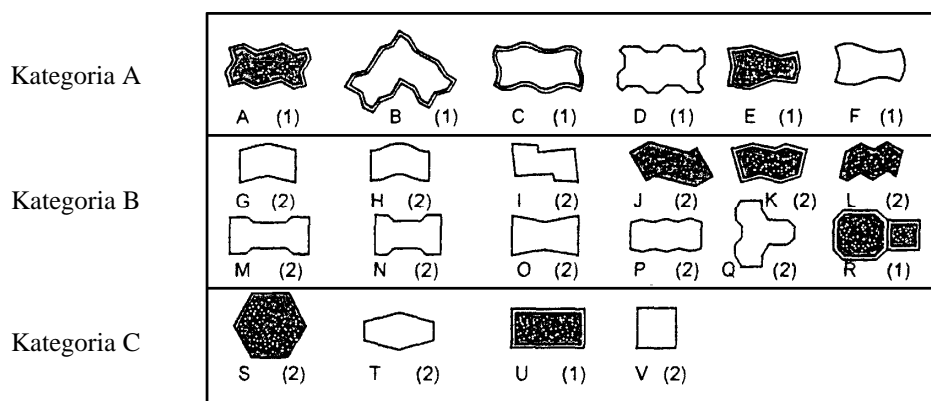 Kategoria A
A (1) B (1) C (1) D (1) E (1) F (1)
Kategoria B
G (2) H (2) I (2) J (2) K (2) L (2)
M (2) N (2) O (2) P (2) Q (2) R (1)
Kategoria C
S (2) T (2) U (1) V (2)